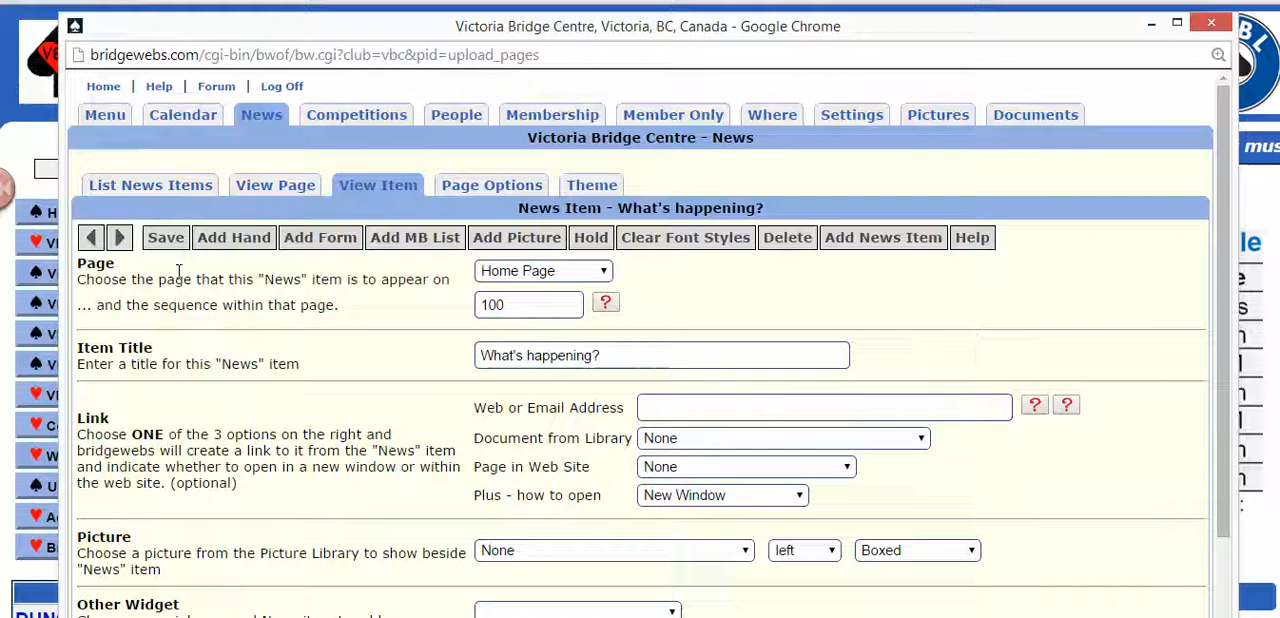 Victoria Bridge Centre, Victoria, BC, Canada - Google Chrome
bridgewebs.com/cgi-bin/bwof/bw.cgi?club=vbc&pid=upload_pages
Home | Help | Forum | Log Off
Menu Calendar News Competitions People Membership Member Only Where Settings Pictures Documents
Victoria Bridge Centre - News
List News Items View Page View Item Page Options Theme
News Item - What's happening?
Save Add Hand Add Form Add MB List Add Picture Hold Clear Font Styles Delete Add News Item Help
Page
Choose the page that this "News" item is to appear on
Home Page
... and the sequence within that page.
100 ?
Item Title
Enter a title for this "News" item
What's happening?
Link
Choose ONE of the 3 options on the right and
bridgewebs will create a link to it from the "News" item
and indicate whether to open in a new window or within
the web site. (optional)
Web or Email Address ? ?
Document from Library None
Page in Web Site None
Plus - how to open New Window
Picture
Choose a picture from the Picture Library to show beside
"News" item
None left Boxed
Other Widget